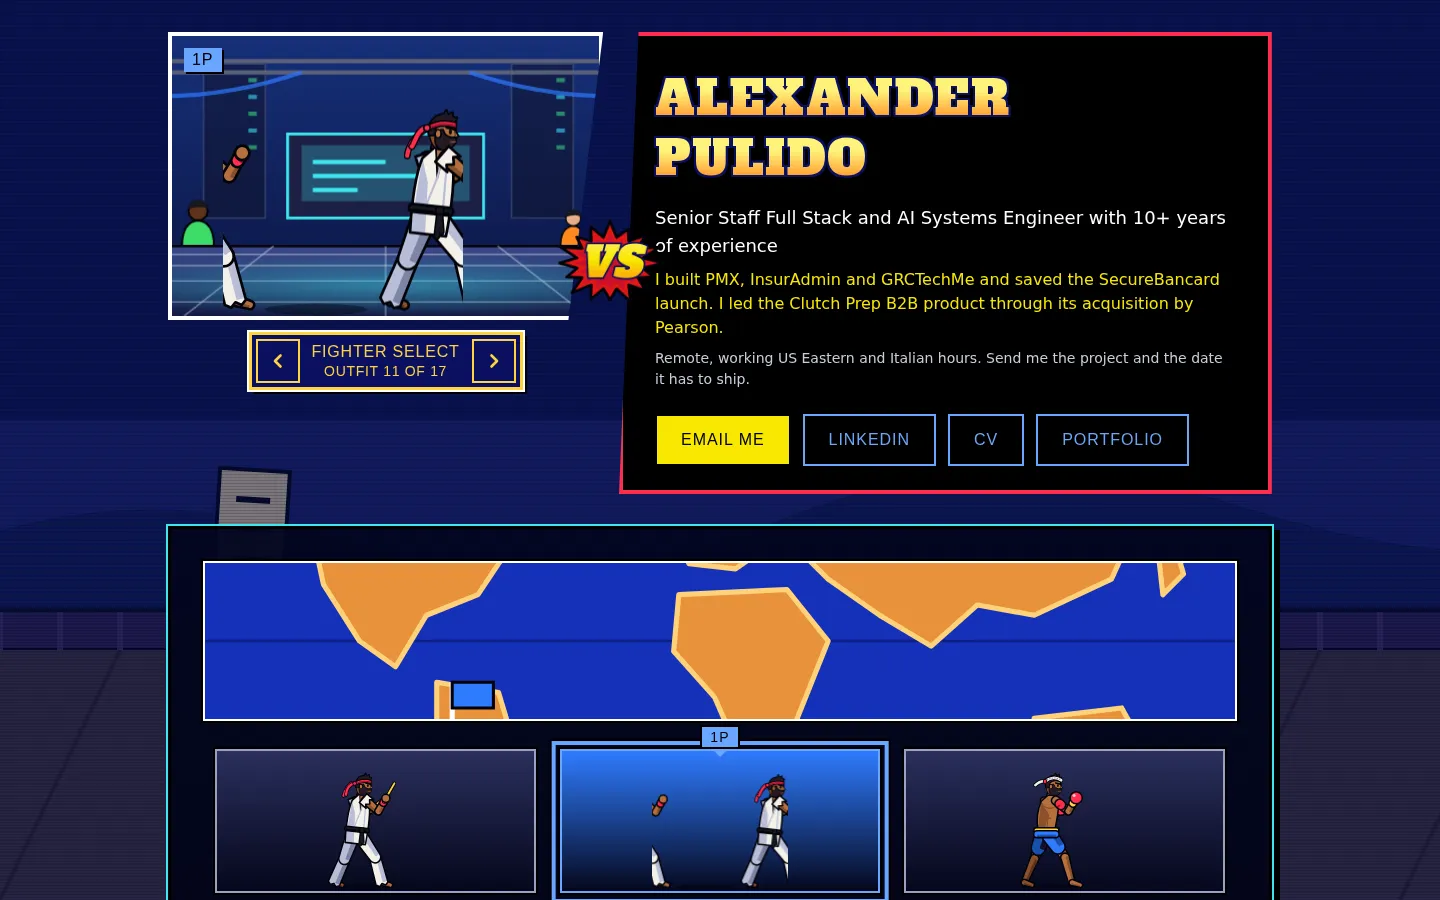 1P
ALEXANDER
PULIDO
Senior Staff Full Stack and AI Systems Engineer with 10+ years
of experience
VS
I built PMX, InsurAdmin and GRCTechMe and saved the SecureBancard
launch. I led the Clutch Prep B2B product through its acquisition by
Pearson.
Remote, working US Eastern and Italian hours. Send me the project and the date
it has to ship.
FIGHTER SELECT
OUTFIT 11 OF 17
EMAIL ME
LINKEDIN
CV
PORTFOLIO
1P